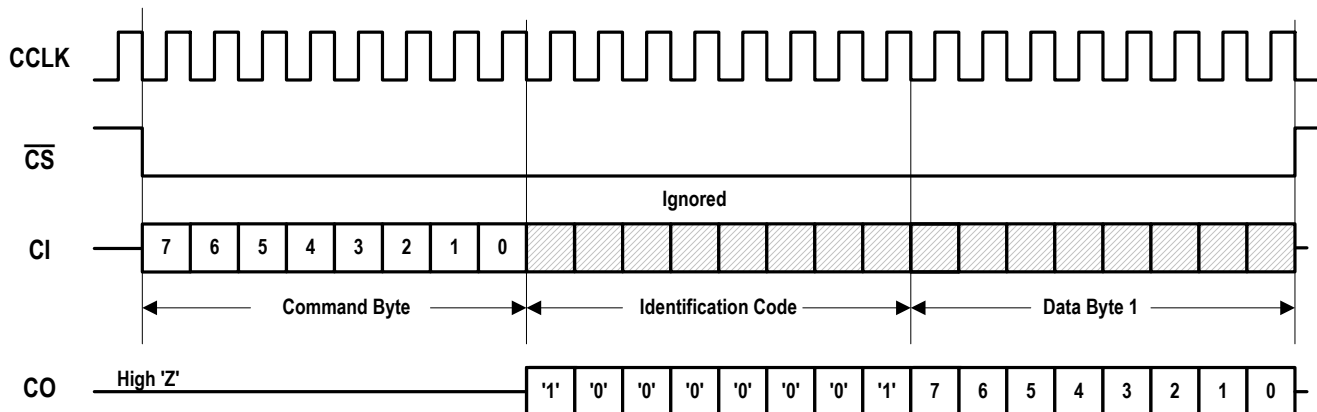 CCLK
CS
Ignored
CI 7 6 5 4 3 2 1 0
Command Byte Identification Code Data Byte 1
High 'Z'
CO '1' '0' '0' '0' '0' '0' '0' '1' 7 6 5 4 3 2 1 0